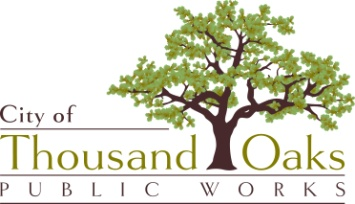 City of
Thousand Oaks
PUBLIC WORKS